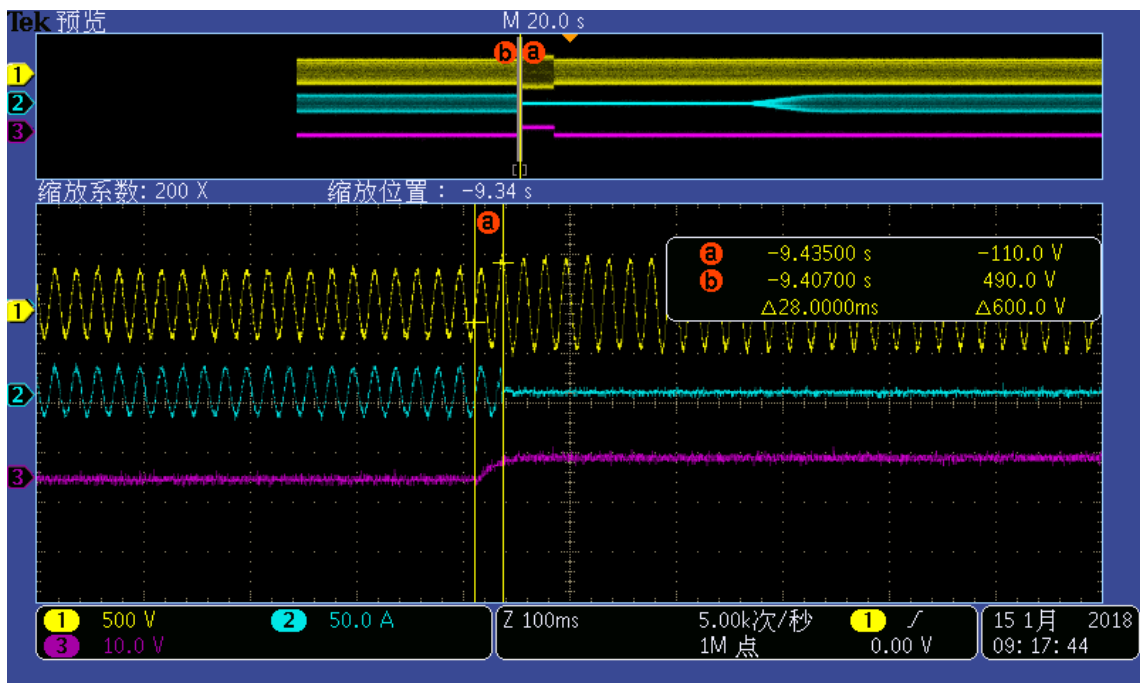 Tek 预览 M 20.0 s
b a
1
2
3
缩放系数: 200 X 缩放位置： -9.34 s
a
a -9.43500 s -110.0 V
b -9.40700 s 490.0 V
△28.0000ms △600.0 V
1
2
3
1 500 V 2 50.0 A Z 100ms 5.00k次/秒 1 15 1月 2018
3 10.0 V 1M 点 0.00 V 09: 17: 44